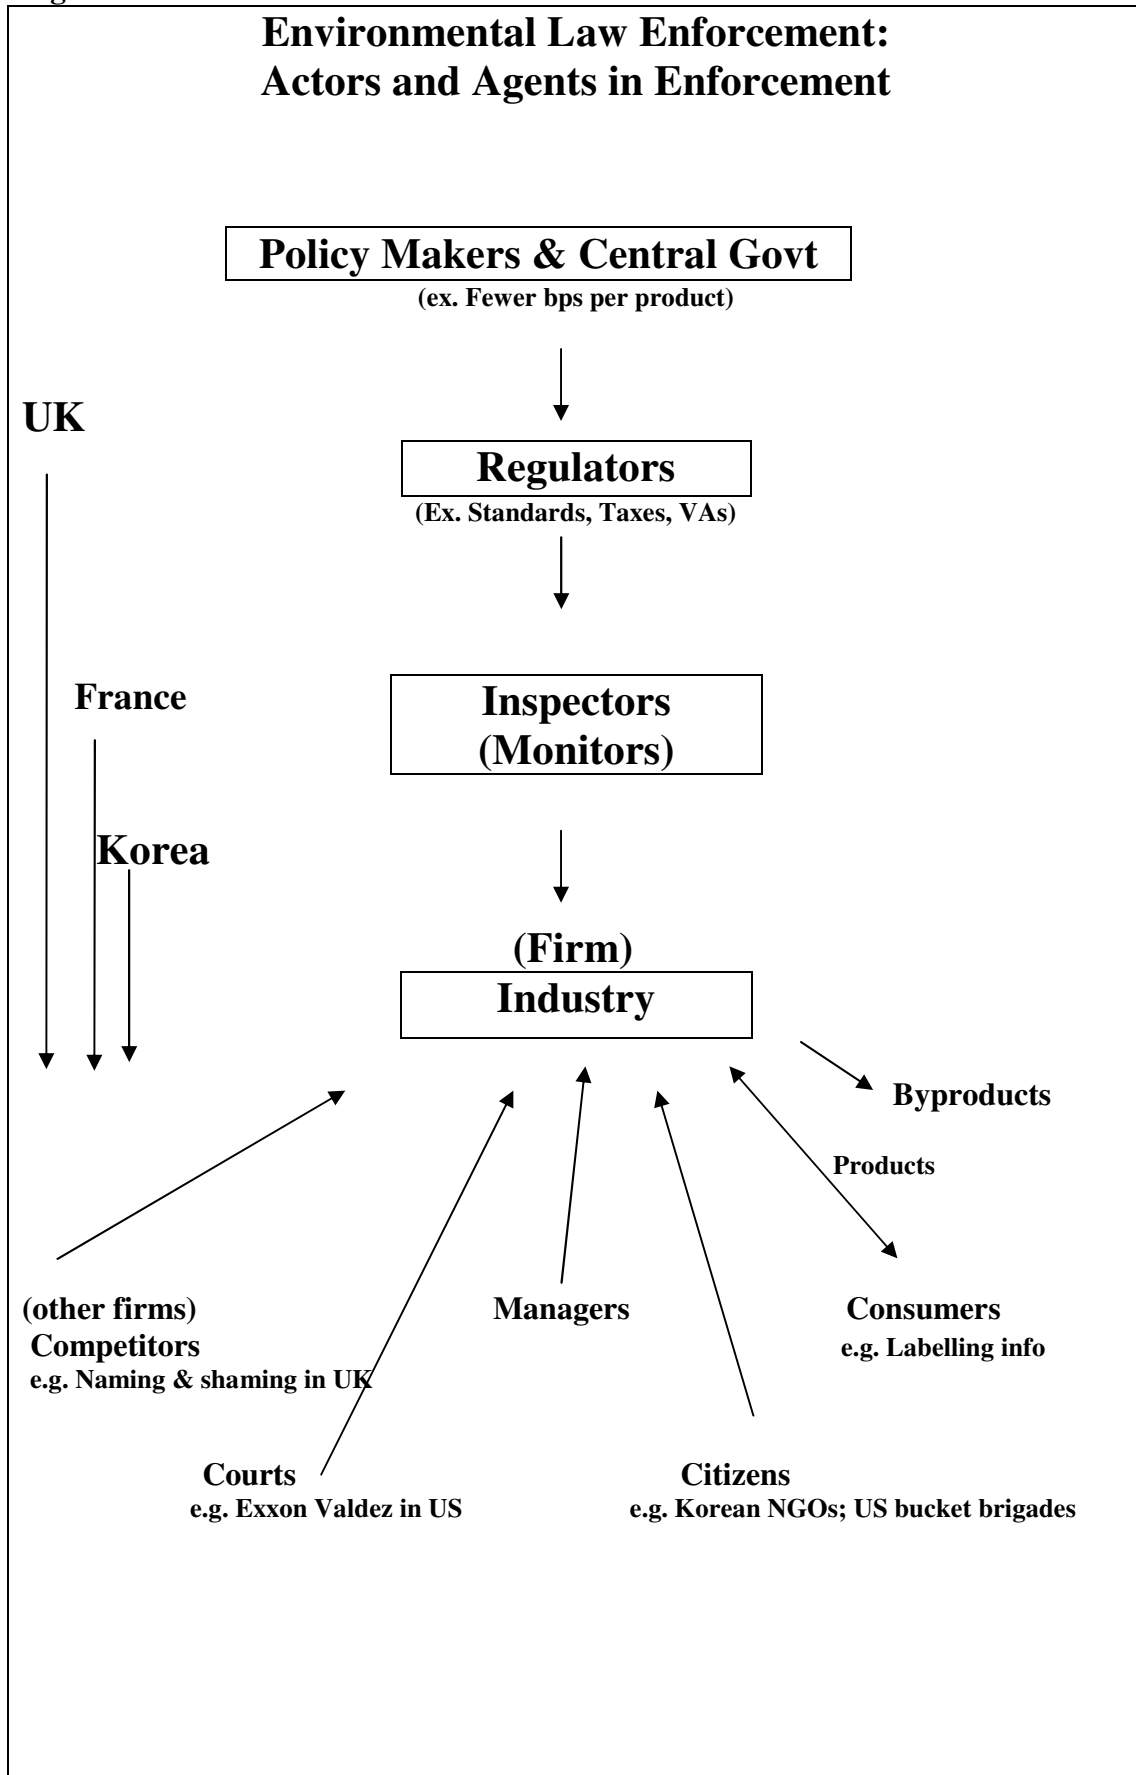 Environmental Law Enforcement:
Actors and Agents in Enforcement
Policy Makers & Central Govt
(ex. Fewer bps per product)
UK
Regulators
(Ex. Standards, Taxes, VAs)
France
Inspectors
(Monitors)
Korea
(Firm)
Industry
Byproducts
Products
(other firms)
Competitors
e.g. Naming & shaming in UK
Managers
Consumers
e.g. Labelling info
Courts
e.g. Exxon Valdez in US
Citizens
e.g. Korean NGOs; US bucket brigades